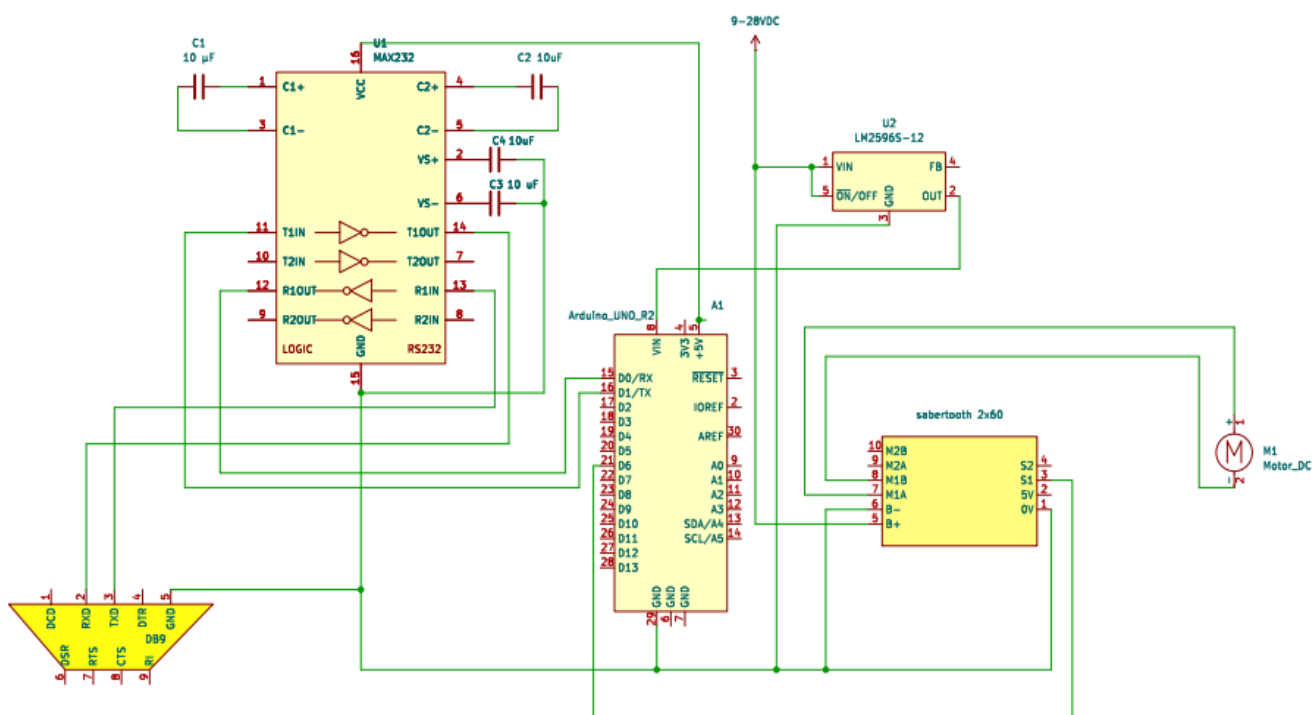 9-28VDC
C1
10 µF
U1
MAX232
C2 10uF
16
VCC
1
C1+
C2+
4
3
C1-
C2-
5
C4 10uF
VS+
2
C3 10 uF
VS-
6
11
T1IN
T1OUT
14
10
T2IN
T2OUT
7
12
R1OUT
R1IN
13
9
R2OUT
R2IN
8
LOGIC
GND
RS232
15
U2
LM2596S-12
1
VIN
FB
4
5
ON/OFF
GND
OUT
2
3
Arduino_UNO_R2
A1
8
4
5
VIN
3V3
+5V
15
D0/RX
RESET
3
16
D1/TX
17
D2
IOREF
2
18
D3
19
D4
AREF
30
20
D5
21
D6
A0
9
22
D7
A1
10
23
D8
A2
11
24
D9
A3
12
25
D10
SDA/A4
13
26
D11
SCL/A5
14
27
D12
28
D13
GND
GND
GND
29
6
7
sabertooth 2x60
10
M2B
9
M2A
S2
4
8
M1B
S1
3
7
M1A
5V
2
6
B-
0V
1
5
B+
+
1
M
M1
Motor_DC
-
2
1
2
3
4
5
DCD
RXD
TXD
DTR
GND
DB9
DSR
RTS
CTS
RI
6
7
8
9